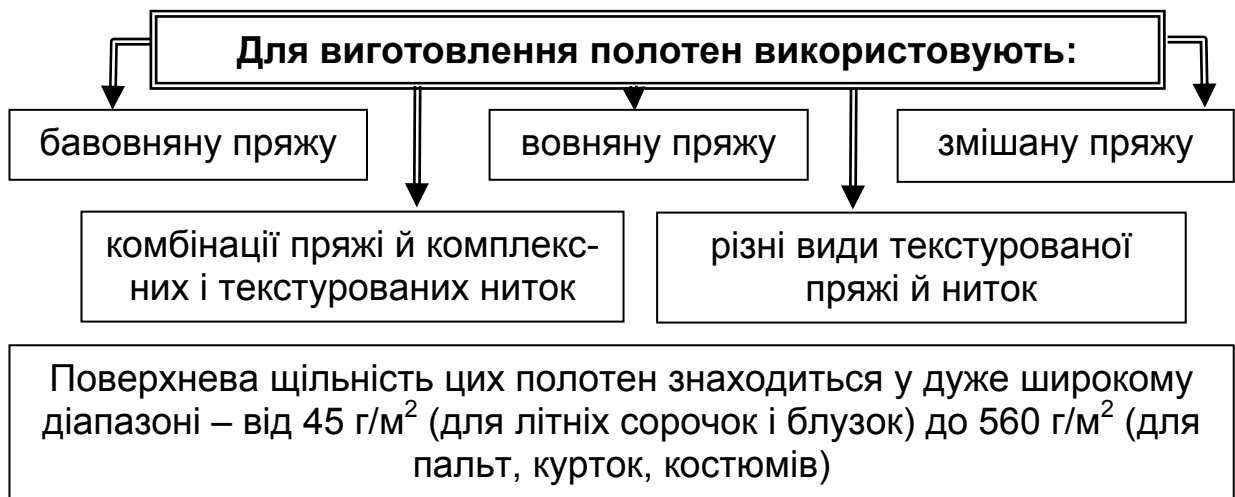 Для виготовлення полотен використовують:
бавовняну пряжу
вовняну пряжу
змішану пряжу
комбінації пряжі й комплекс-
них і текстурованих ниток
різні види текстурованої
пряжі й ниток
Поверхнева щільність цих полотен знаходиться у дуже широкому
діапазоні – від 45 г/м² (для літніх сорочок і блузок) до 560 г/м² (для
пальт, курток, костюмів)